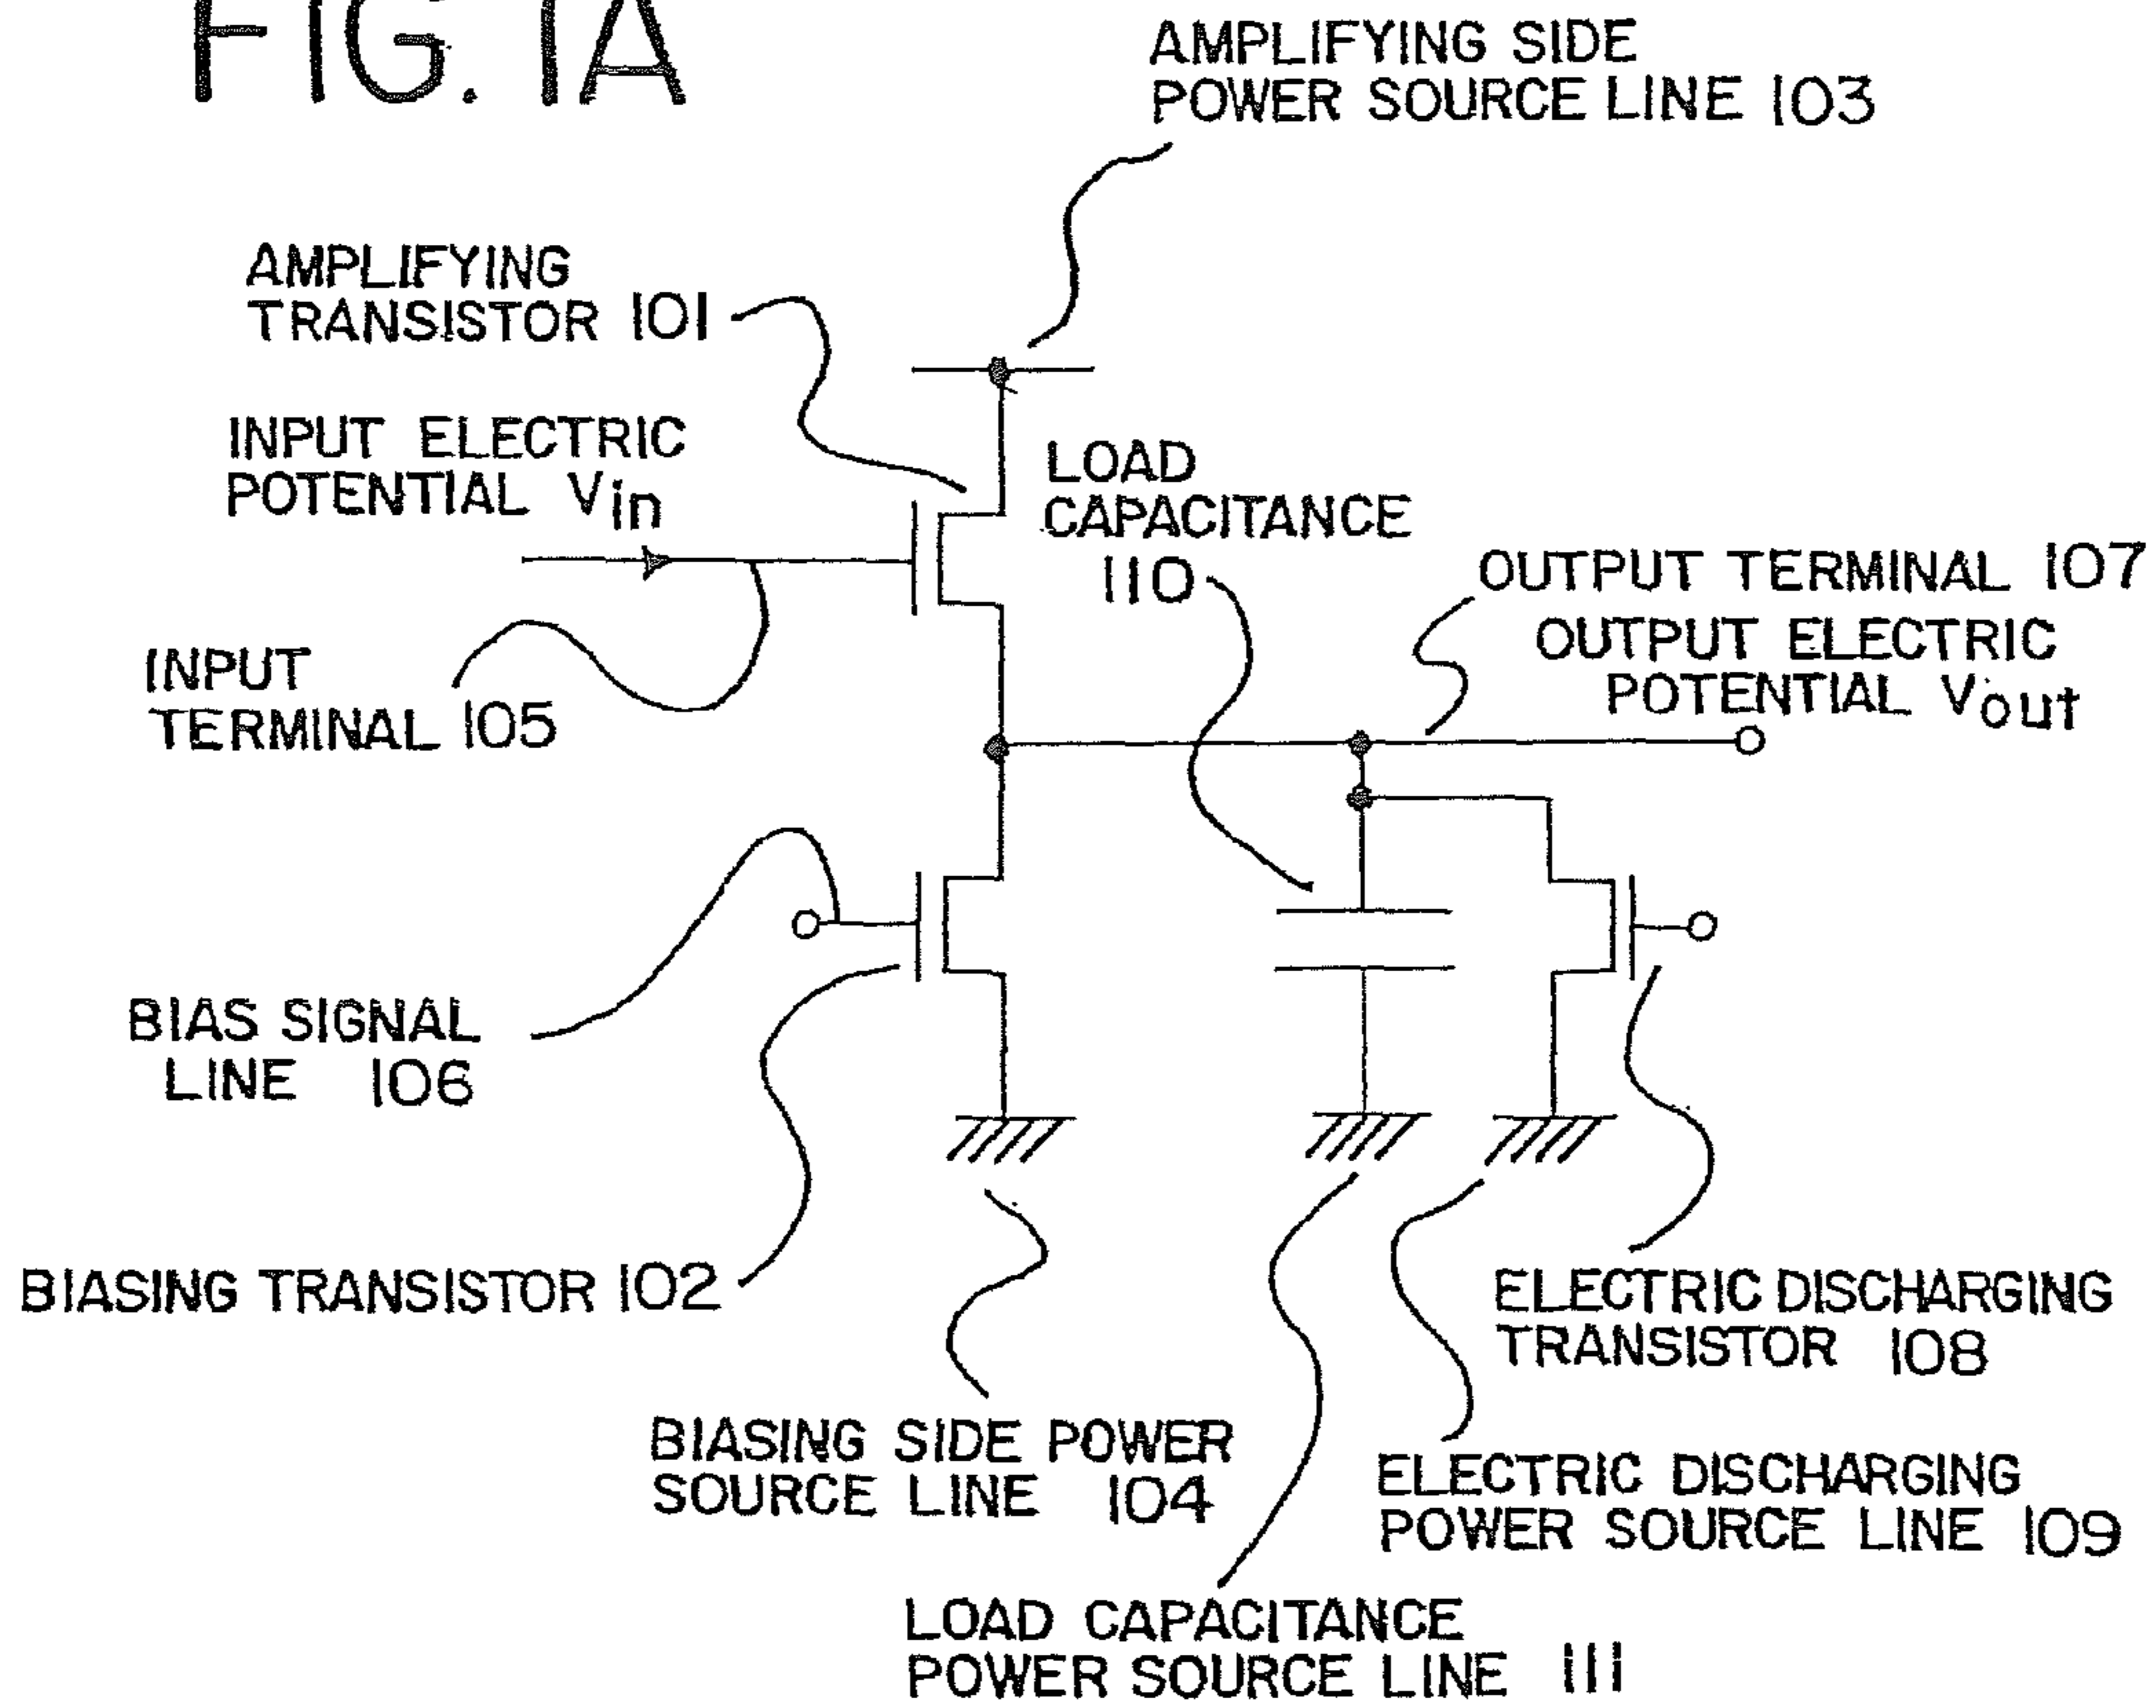 FIG. 1A
AMPLIFYING SIDE
POWER SOURCE LINE 103
AMPLIFYING
TRANSISTOR 101
INPUT ELECTRIC
POTENTIAL Vin
LOAD
CAPACITANCE
110
OUTPUT TERMINAL 107
OUTPUT ELECTRIC
POTENTIAL Vout
INPUT
TERMINAL 105
BIAS SIGNAL
LINE 106
BIASING TRANSISTOR 102
ELECTRIC DISCHARGING
TRANSISTOR 108
BIASING SIDE POWER
SOURCE LINE 104
ELECTRIC DISCHARGING
POWER SOURCE LINE 109
LOAD CAPACITANCE
POWER SOURCE LINE 111